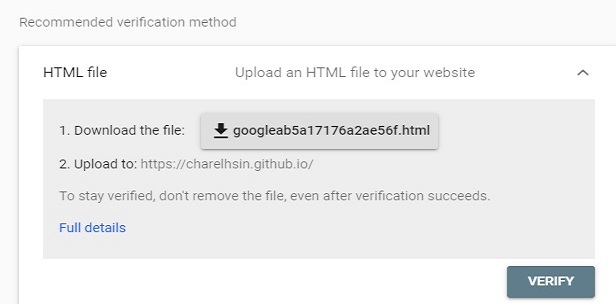 Recommended verification method
HTML file
Upload an HTML file to your website
1. Download the file: googleab5a17176a2ae56f.html
2. Upload to: https://charelhsin.github.io/
To stay verified, don't remove the file, even after verification succeeds.
Full details
VERIFY